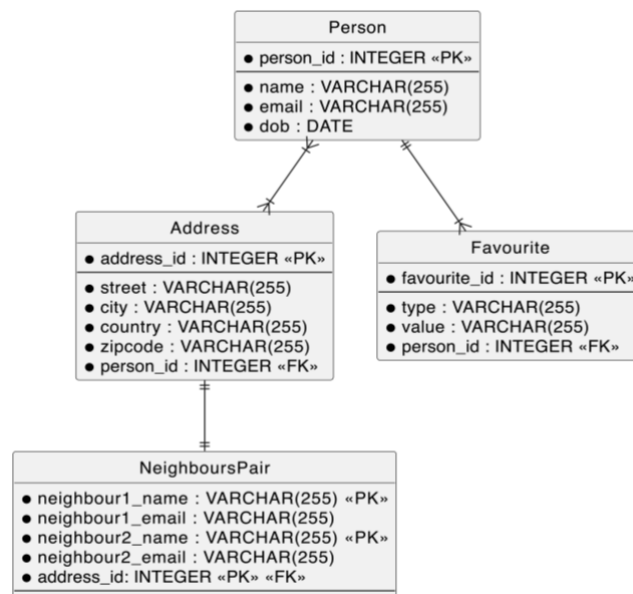 Person
person_id : INTEGER «PK»
name : VARCHAR(255)
email : VARCHAR(255)
dob : DATE
Address
address_id : INTEGER «PK»
street : VARCHAR(255)
city : VARCHAR(255)
country : VARCHAR(255)
zipcode : VARCHAR(255)
person_id : INTEGER «FK»
Favourite
favourite_id : INTEGER «PK»
type : VARCHAR(255)
value : VARCHAR(255)
person_id : INTEGER «FK»
NeighboursPair
neighbour1_name : VARCHAR(255) «PK»
neighbour1_email : VARCHAR(255)
neighbour2_name : VARCHAR(255) «PK»
neighbour2_email : VARCHAR(255)
address_id: INTEGER «PK» «FK»